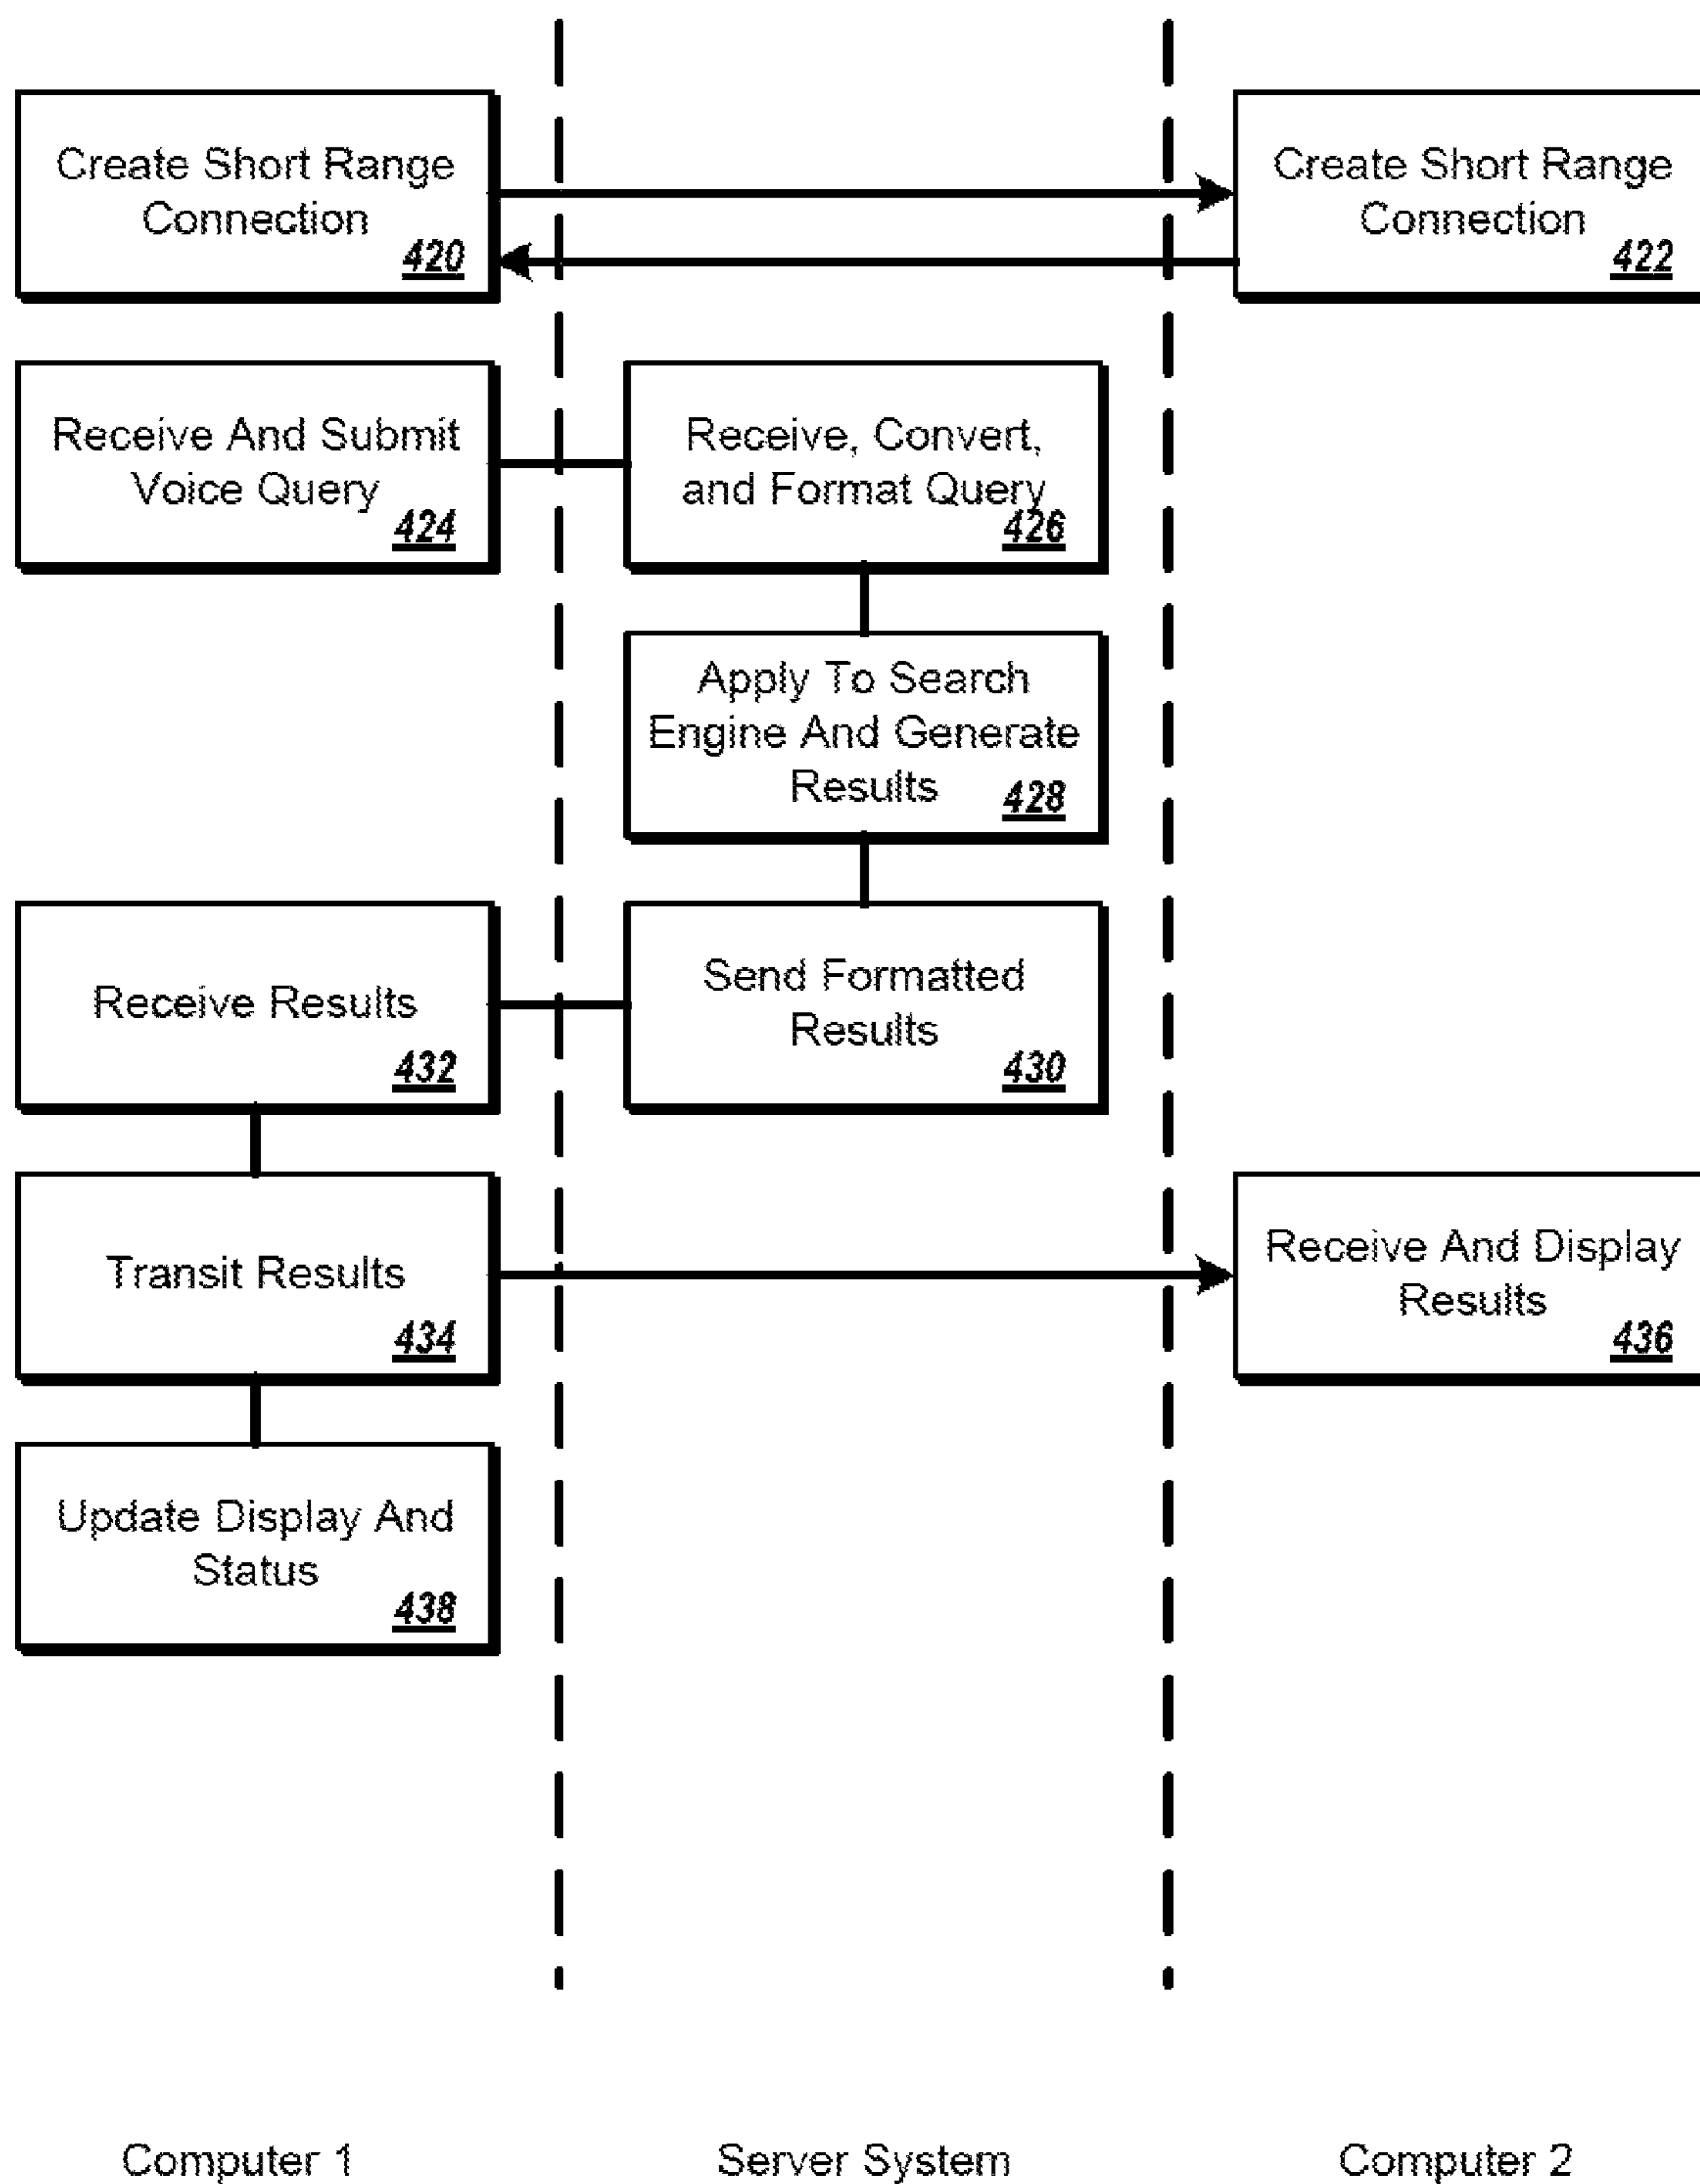 Create Short Range
Connection
420
Create Short Range
Connection
422
Receive And Submit
Voice Query
424
Receive, Convert,
and Format Query
426
Apply To Search
Engine And Generate
Results
428
Send Formatted
Results
430
Receive Results
432
Transit Results
434
Receive And Display
Results
436
Update Display And
Status
438
Computer 1
Server System
Computer 2